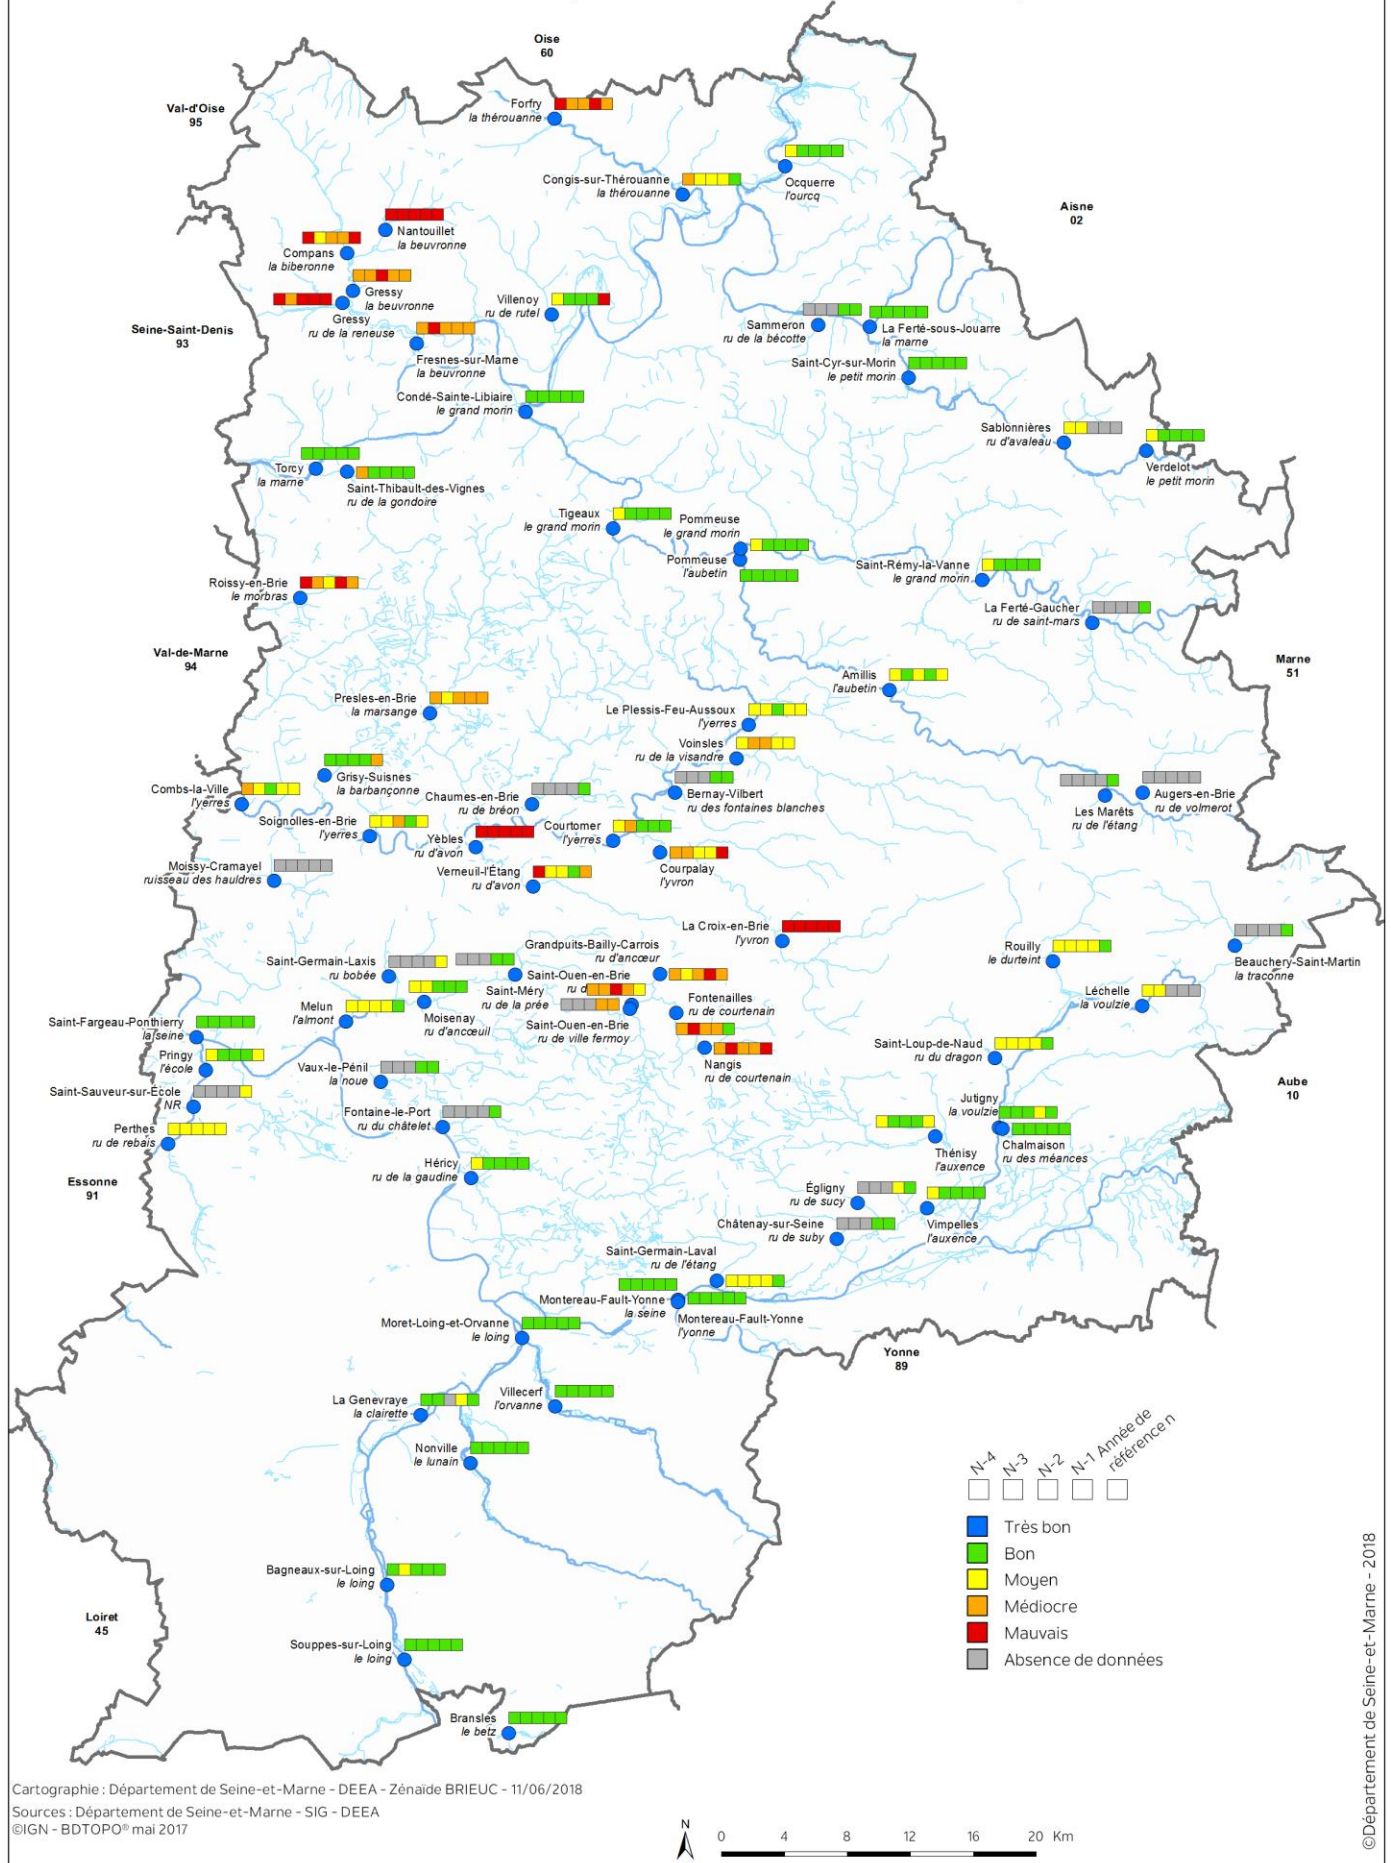 Oise
60
Val-d'Oise
95
Forfry
la thérouanne
Congis-sur-Thérouanne
la thérouanne
Ocquerre
l'ourcq
Aisne
02
Nantouillet
la beuvronne
Compans
la biberonne
Gressy
la beuvronne
Gressy
ru de la reneuse
Villenoy
ru de rutel
Seine-Saint-Denis
93
Fresnes-sur-Marne
la beuvronne
Sammeron
ru de la bécotte
La Ferté-sous-Jouarre
la marne
Saint-Cyr-sur-Morin
le petit morin
Condé-Sainte-Libiaire
le grand morin
Sablonnières
ru d'avaleau
Verdelot
le petit morin
Torcy
la marne
Saint-Thibault-des-Vignes
ru de la gondoire
Tigeaux
le grand morin
Pommeuse
le grand morin
Pommeuse
l'aubetin
Saint-Rémy-la-Vanne
le grand morin
Roissy-en-Brie
le morbras
La Ferté-Gaucher
ru de saint-mars
Val-de-Marne
94
Marne
51
Amillis
l'aubetin
Presles-en-Brie
la marsange
Le Plessis-Feu-Aussoux
l'yerres
Voinsles
ru de la visandre
Grisy-Suisnes
la barbançonne
Combs-la-Ville
l'yerres
Chaumes-en-Brie
ru de bréon
Bernay-Vilbert
ru des fontaines blanches
Les Marêts
ru de l'étang
Augers-en-Brie
ru de volmerot
Soignolles-en-Brie
l'yerres
Yèbles
ru d'avon
Courtomer
l'yerres
Courpalay
l'yvron
Moissy-Cramayel
ruisseau des hauldres
Verneuil-l'Étang
ru d'avon
La Croix-en-Brie
l'yvron
Grandpuits-Bailly-Carrois
ru d'ancœur
Rouilly
le durteint
Beauchery-Saint-Martin
la traconne
Saint-Germain-Laxis
ru bobée
Saint-Ouen-en-Brie
ru d
Saint-Méry
ru de la prée
Léchelle
la voulzie
Melun
l'almont
Moisenay
ru d'ancœuil
Fontenailles
ru de courtenain
Saint-Ouen-en-Brie
ru de ville fermoy
Saint-Fargeau-Ponthierry
la seine
Saint-Loup-de-Naud
ru du dragon
Pringy
l'école
Vaux-le-Pénil
la noue
Nangis
ru de courtenain
Saint-Sauveur-sur-École
NR
Aube
10
Fontaine-le-Port
ru du châtelet
Jutigny
la voulzie
Perthes
ru de rebais
Chalmaison
ru des méances
Thénisy
l'auxence
Héricy
ru de la gaudine
Essonne
91
Égligny
ru de sucy
Châtenay-sur-Seine
ru de suby
Vimpelles
l'auxence
Saint-Germain-Laval
ru de l'étang
Montereau-Fault-Yonne
la seine
Montereau-Fault-Yonne
l'yonne
Moret-Loing-et-Orvanne
le loing
Yonne
89
La Genevraye
la clairette
Villecerf
l'orvanne
Nonville
le lunain
N-4 N-3 N-2 N-1 Année de
référence n
Très bon
Bon
Moyen
Médiocre
Mauvais
Absence de données
Bagneaux-sur-Loing
le loing
Loiret
45
Souppes-sur-Loing
le loing
Bransles
le betz
Cartographie : Département de Seine-et-Marne - DEEA - Zénaïde BRIEUC - 11/06/2018
Sources : Département de Seine-et-Marne - SIG - DEEA
©IGN - BDTOPO® mai 2017
N
0 4 8 12 16 20 Km
©Département de Seine-et-Marne - 2018